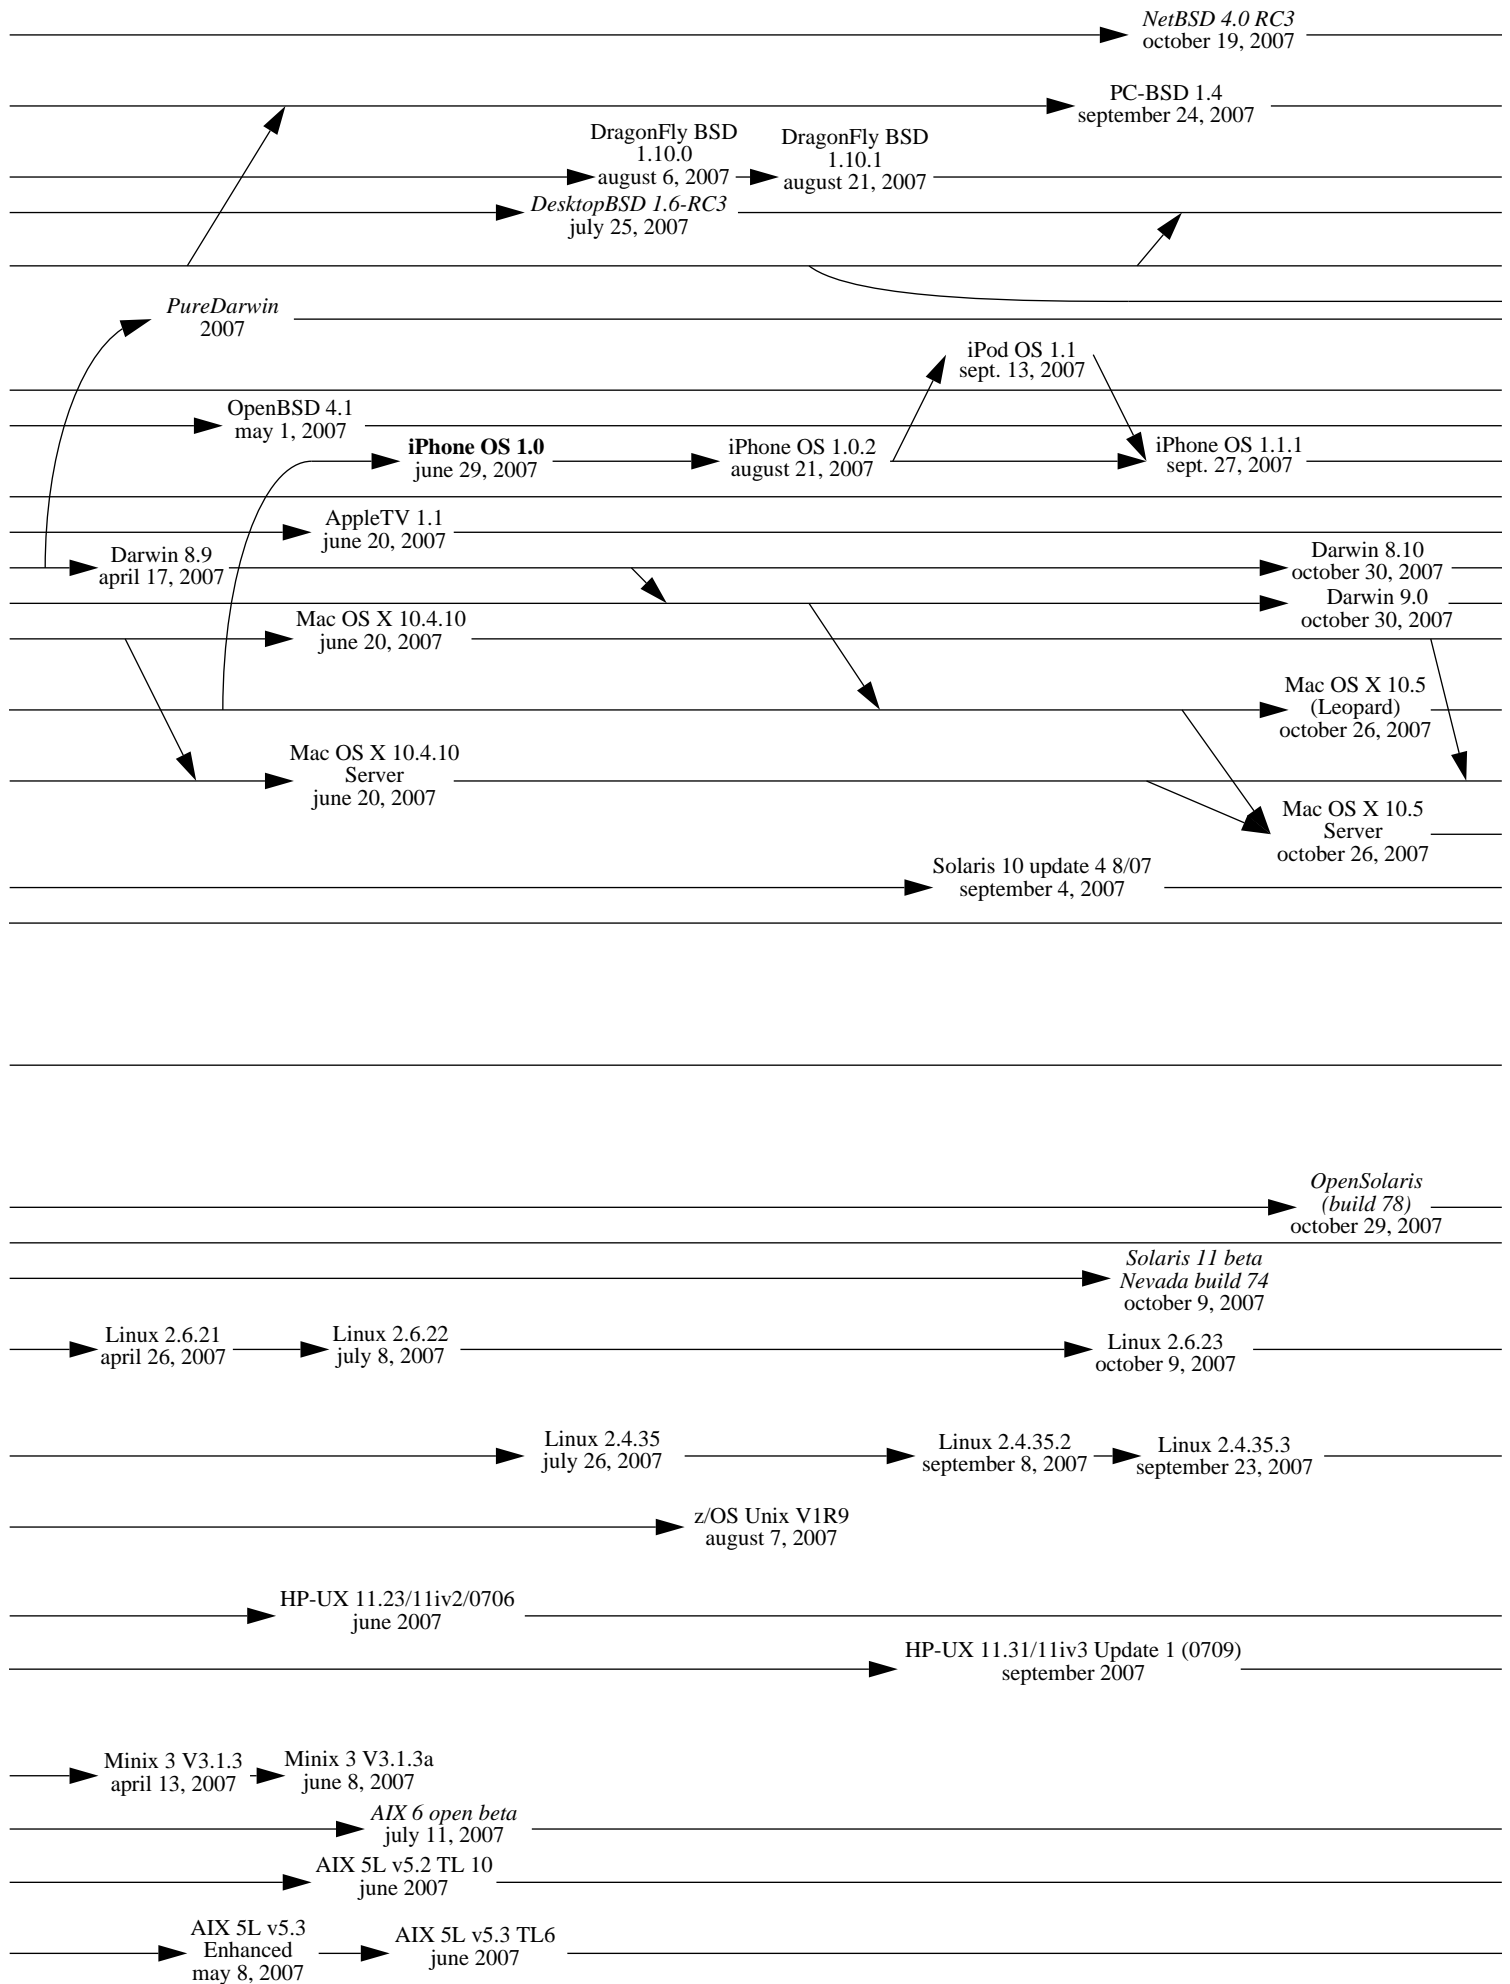 NetBSD 4.0 RC3
october 19, 2007
PC-BSD 1.4
september 24, 2007
DragonFly BSD
1.10.0
august 6, 2007
DragonFly BSD
1.10.1
august 21, 2007
DesktopBSD 1.6-RC3
july 25, 2007
PureDarwin
2007
iPod OS 1.1
sept. 13, 2007
OpenBSD 4.1
may 1, 2007
iPhone OS 1.0
june 29, 2007
iPhone OS 1.0.2
august 21, 2007
iPhone OS 1.1.1
sept. 27, 2007
AppleTV 1.1
june 20, 2007
Darwin 8.9
april 17, 2007
Darwin 8.10
october 30, 2007
Darwin 9.0
october 30, 2007
Mac OS X 10.4.10
june 20, 2007
Mac OS X 10.5
(Leopard)
october 26, 2007
Mac OS X 10.4.10
Server
june 20, 2007
Mac OS X 10.5
Server
october 26, 2007
Solaris 10 update 4 8/07
september 4, 2007
OpenSolaris
(build 78)
october 29, 2007
Solaris 11 beta
Nevada build 74
october 9, 2007
Linux 2.6.21
april 26, 2007
Linux 2.6.22
july 8, 2007
Linux 2.6.23
october 9, 2007
Linux 2.4.35
july 26, 2007
Linux 2.4.35.2
september 8, 2007
Linux 2.4.35.3
september 23, 2007
z/OS Unix V1R9
august 7, 2007
HP-UX 11.23/11iv2/0706
june 2007
HP-UX 11.31/11iv3 Update 1 (0709)
september 2007
Minix 3 V3.1.3
april 13, 2007
Minix 3 V3.1.3a
june 8, 2007
AIX 6 open beta
july 11, 2007
AIX 5L v5.2 TL 10
june 2007
AIX 5L v5.3
Enhanced
may 8, 2007
AIX 5L v5.3 TL6
june 2007